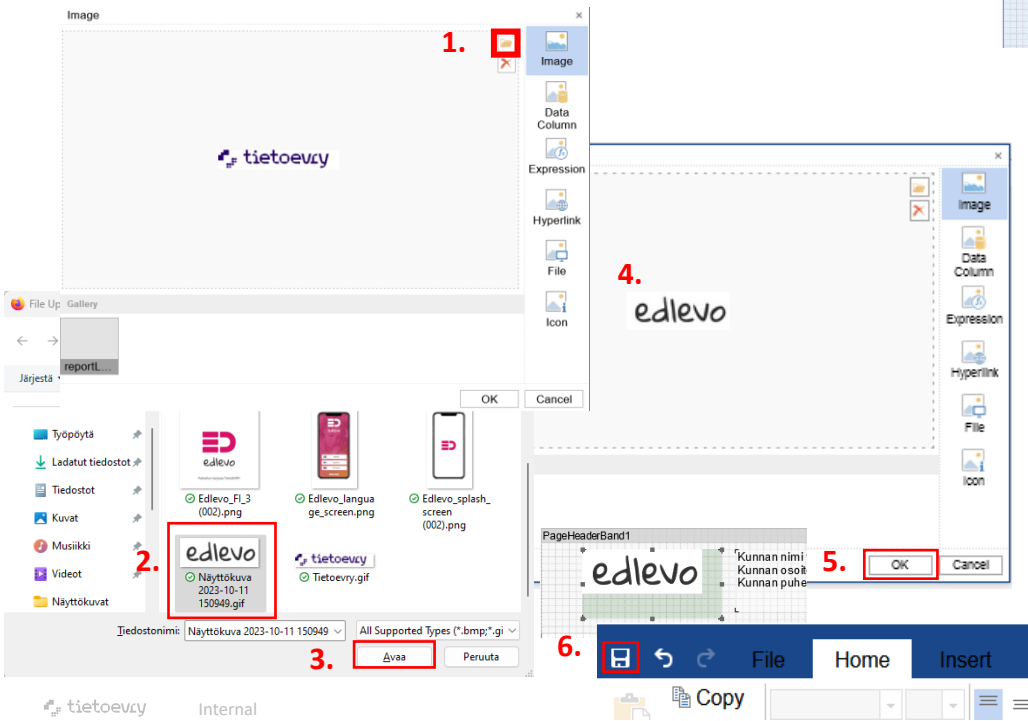 Image
1.
Image
Data
Column
Expression
Hyperlink
File
Icon
tietoevry
Gallery
reportL...
OK
Cancel
File Up
Järjestä
Työpöytä
Ladatut tiedostot
Tiedostot
Kuvat
Musiikki
Videot
Näyttökuvat
edlevo
Edlevo_FI_3
(002).png
Edlevo_langua
ge_screen.png
Edlevo_splash_
screen
(002).png
2.
edlevo
Näyttökuva
2023-10-11
150949.gif
tietoevry
Tietoevry.gif
Tiedostonimi:
Näyttökuva 2023-10-11 150949
All Supported Types (*.bmp;*.gi
3.
Avaa
Peruuta
4.
edlevo
Image
Data
Column
Expression
Hyperlink
File
Icon
5.
OK
Cancel
PageHeaderBand1
edlevo
Kunnan nimi
Kunnan osoit
Kunnan puhe
6.
File
Home
Insert
Copy
tietoevry
Internal